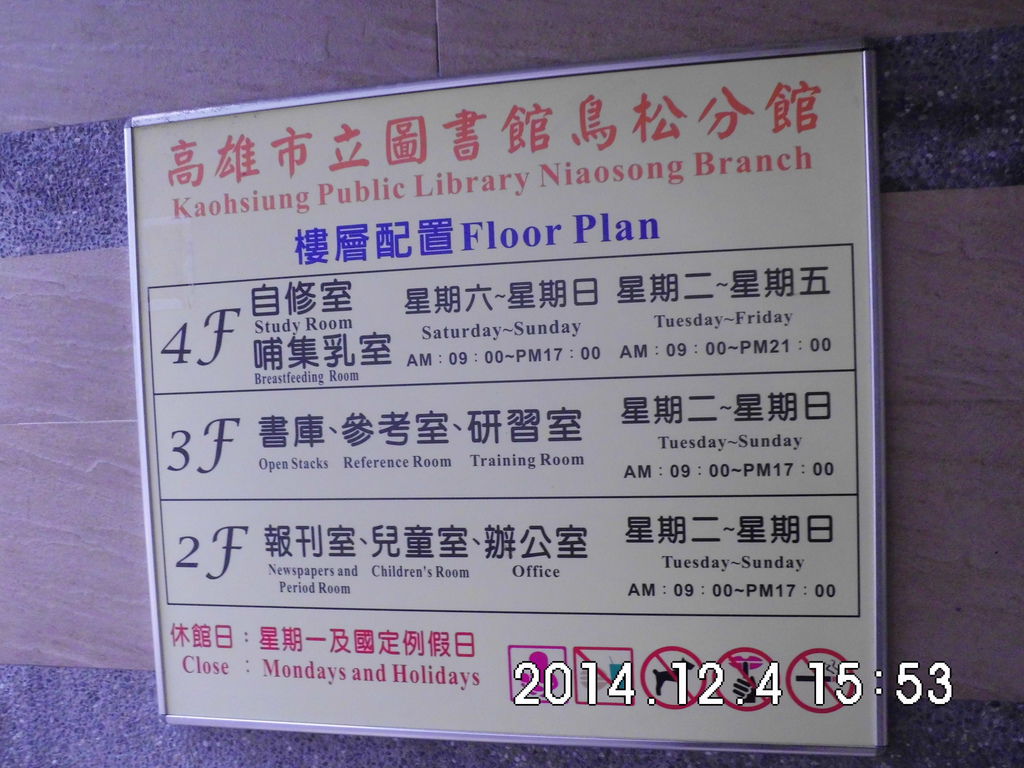 高雄市立圖書館鳥松分館
Kaohsiung Public Library Niaosong Branch
樓層配置Floor Plan
4F
自修室
Study Room
哺集乳室
Breastfeeding Room
星期六~星期日
Saturday~Sunday
AM：09：00~PM17：00
星期二~星期五
Tuesday~Friday
AM：09：00~PM21：00
3F
書庫、參考室、研習室
Open Stacks Reference Room Training Room
星期二~星期日
Tuesday~Sunday
AM：09：00~PM17：00
2F
報刊室、兒童室、辦公室
Newspapers and Children's Room Office
Period Room
星期二~星期日
Tuesday~Sunday
AM：09：00~PM17：00
休館日：星期一及國定例假日
Close ：Mondays and Holidays
2014.12.4 15:53